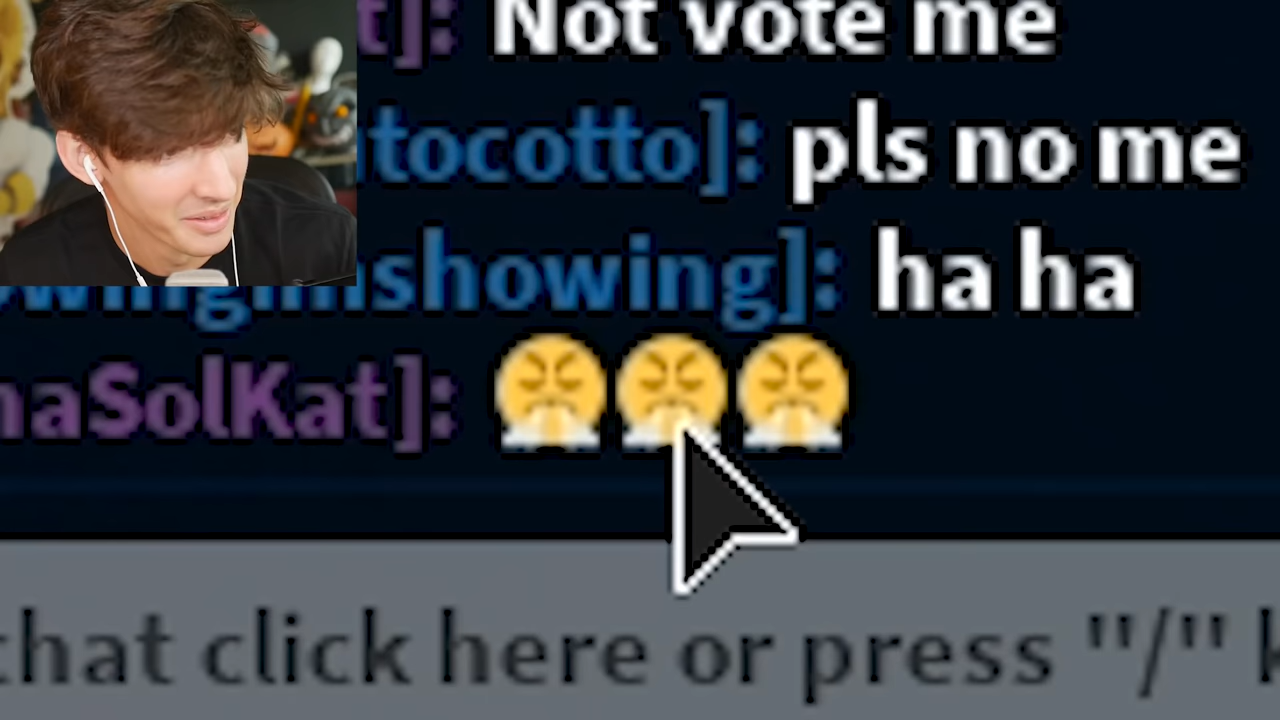 t]: Not vote me
tocotto]: pls no me
showing]: ha ha
naSolKat]: 😤😤😤
chat click here or press "/" k